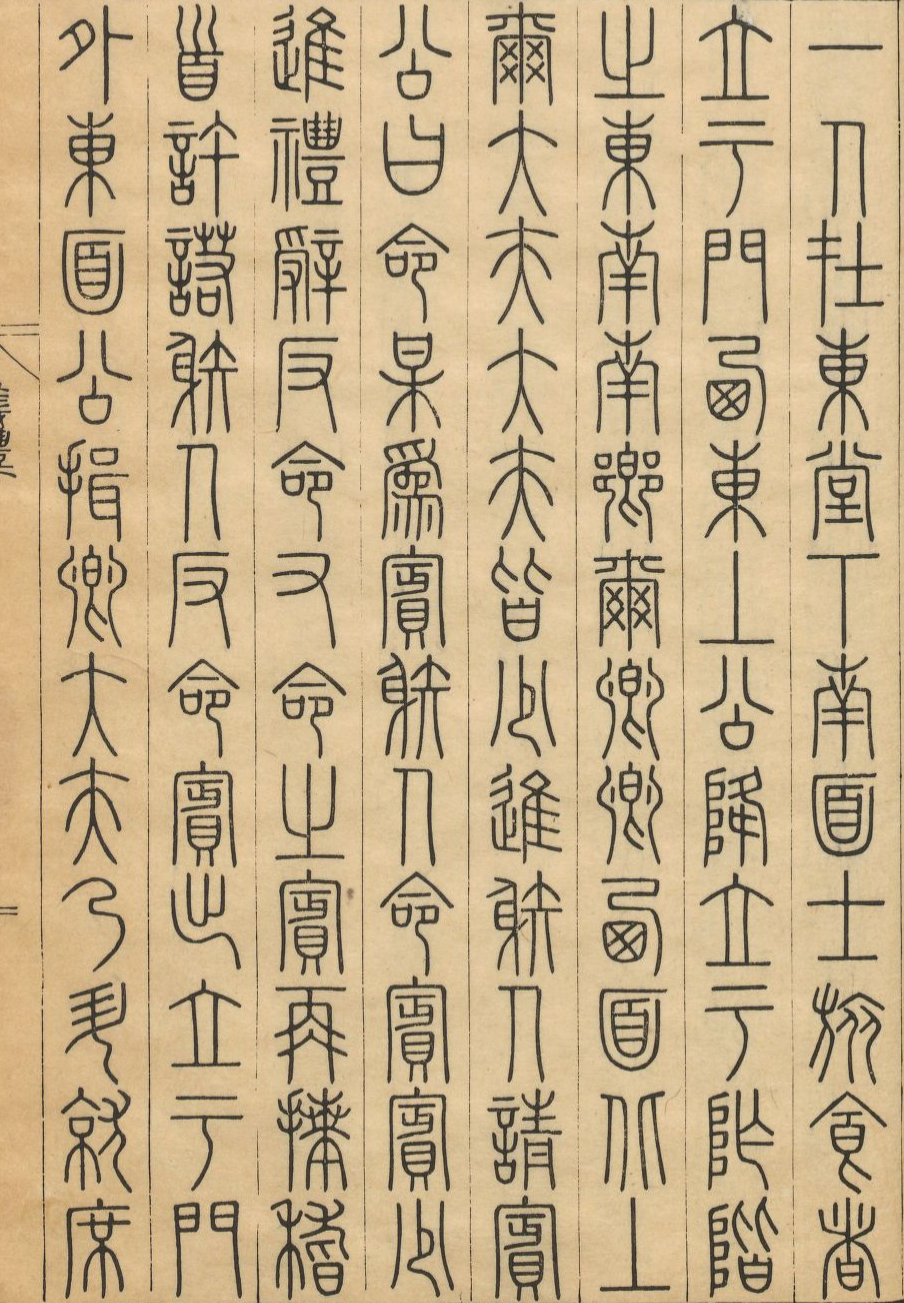 一人在東堂下南面士旅食者
立于門西東上公降立于阼階
之東南南鄉爾卿卿西面北上
爾大夫大夫皆少進射人請賓
公曰命某為賓射人命賓賓少
進禮辭反命又命之賓再拜稽
首許諾射人反命賓出立于門
外東面公揖卿大夫乃升就席